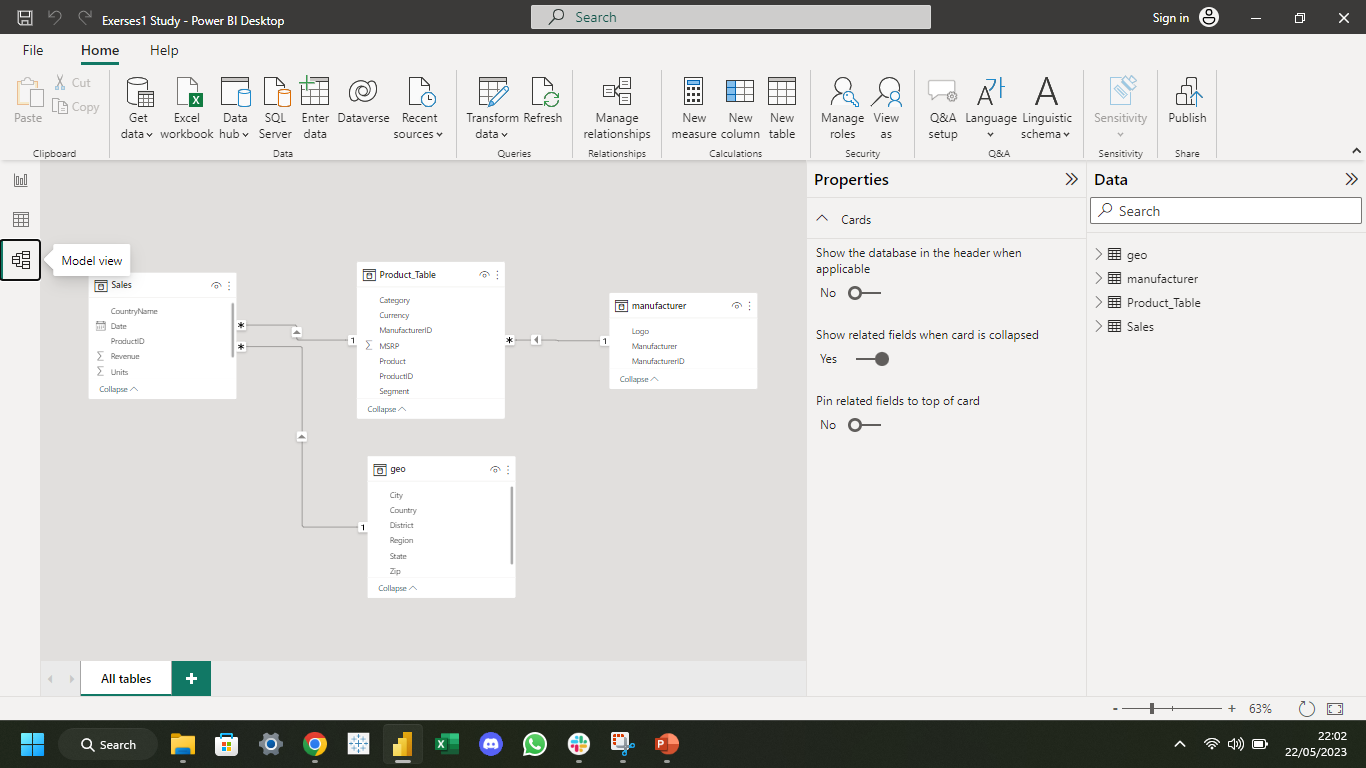 Exerses1 Study - Power BI Desktop
Search
Sign in
File
Home
Help
Paste
Cut
Copy
Clipboard
Get data
Excel workbook
Data hub
SQL Server
Enter data
Dataverse
Recent sources
Data
Transform data
Refresh
Queries
Manage relationships
Relationships
New measure
New column
New table
Calculations
Manage roles
View as
Security
Q&A setup
Language
Linguistic schema
Q&A
Sensitivity
Sensitivity
Publish
Share
Model view
Sales
CountryName
Date
ProductID
Revenue
Units
Collapse
*
*
1
Product_Table
Category
Currency
ManufacturerID
MSRP
Product
ProductID
Segment
Collapse
*
1
manufacturer
Logo
Manufacturer
ManufacturerID
Collapse
1
geo
City
Country
District
Region
State
Zip
Collapse
Properties
Cards
Show the database in the header when
applicable
No
Show related fields when card is collapsed
Yes
Pin related fields to top of card
No
Data
Search
geo
manufacturer
Product_Table
Sales
All tables
+
- + 63%
Search
22:02
22/05/2023